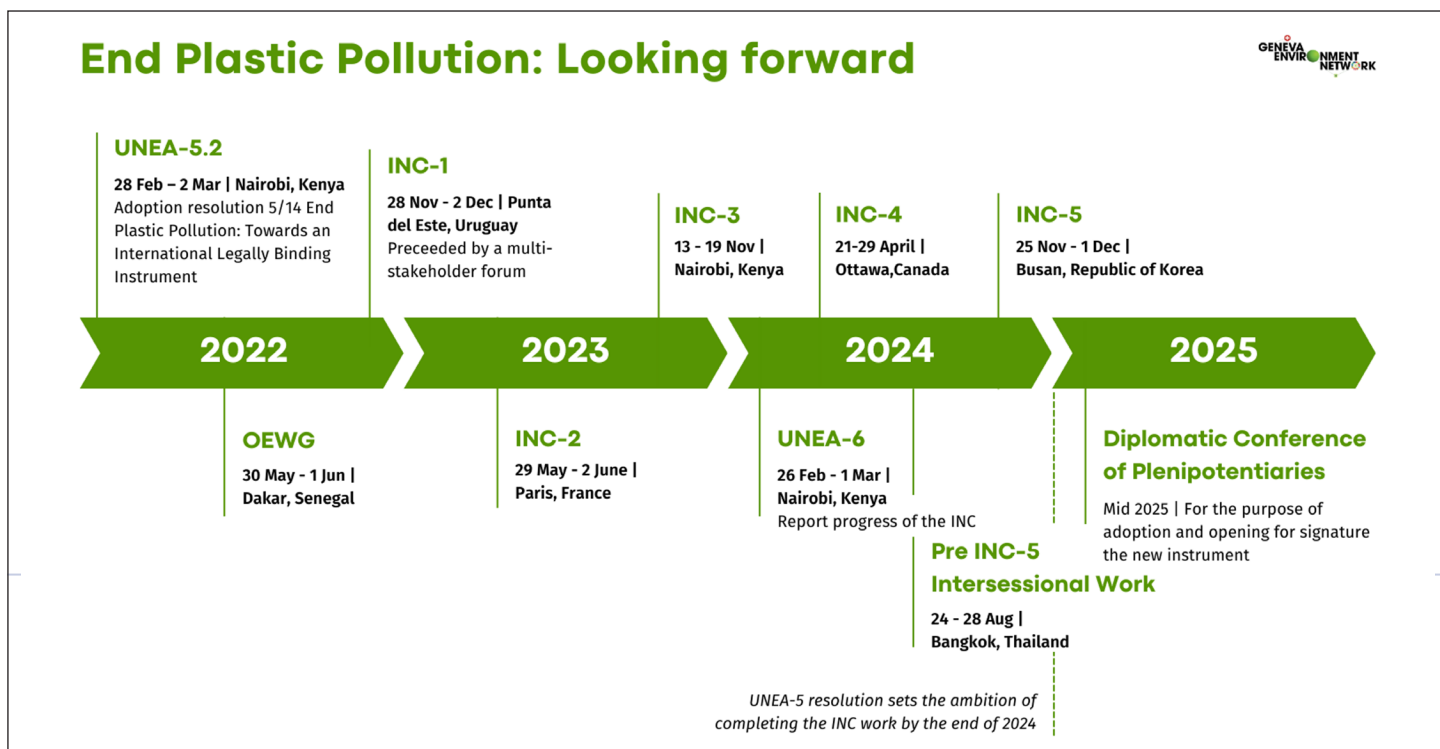 End Plastic Pollution: Looking forward
GENEVA
ENVIRONMENT
NETWORK
UNEA-5.2
28 Feb – 2 Mar | Nairobi, Kenya
Adoption resolution 5/14 End
Plastic Pollution: Towards an
International Legally Binding
Instrument
INC-1
28 Nov - 2 Dec | Punta
del Este, Uruguay
Preceeded by a multi-
stakeholder forum
INC-3
13 - 19 Nov |
Nairobi, Kenya
INC-4
21-29 April |
Ottawa,Canada
INC-5
25 Nov - 1 Dec |
Busan, Republic of Korea
2022
2023
2024
2025
OEWG
30 May - 1 Jun |
Dakar, Senegal
INC-2
29 May - 2 June |
Paris, France
UNEA-6
26 Feb - 1 Mar |
Nairobi, Kenya
Report progress of the INC
Pre INC-5
Intersessional Work
24 - 28 Aug |
Bangkok, Thailand
Diplomatic Conference
of Plenipotentiaries
Mid 2025 | For the purpose of
adoption and opening for signature
the new instrument
UNEA-5 resolution sets the ambition of
completing the INC work by the end of 2024